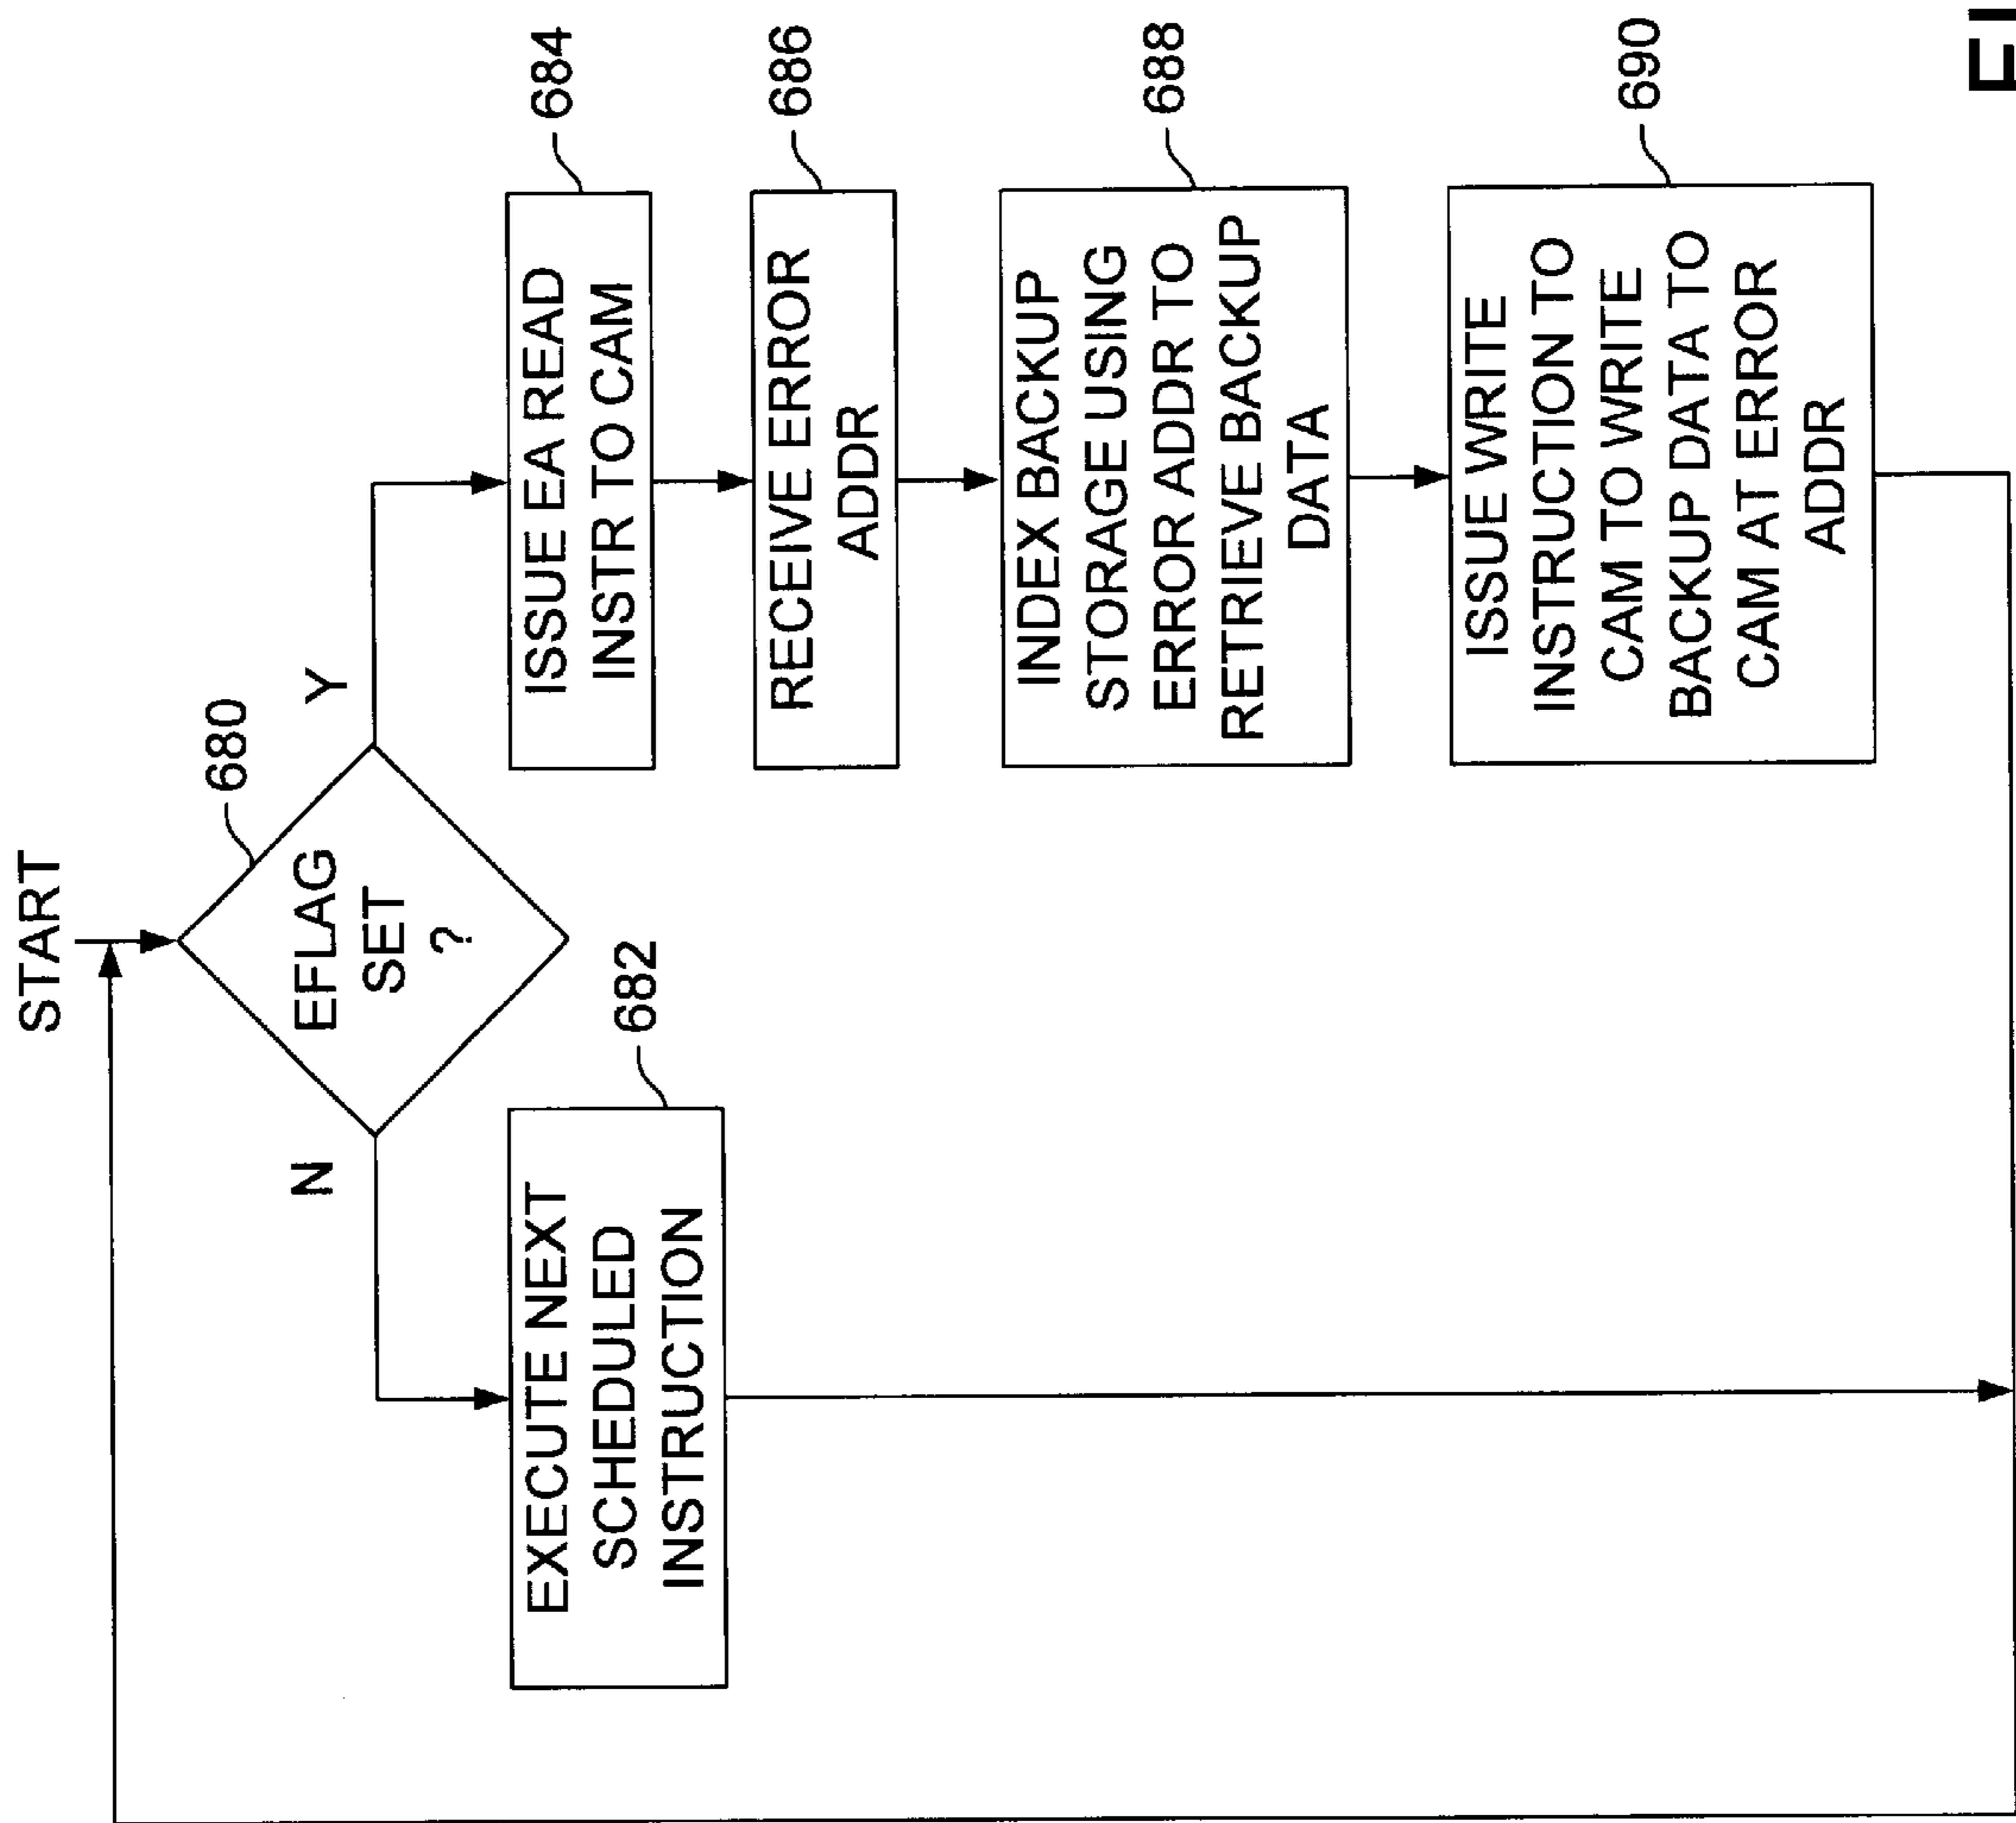 START
680
EFLAG
SET
?
Y
N
682
EXECUTE NEXT
SCHEDULED
INSTRUCTION
684
ISSUE EA READ
INSTR TO CAM
686
RECEIVE ERROR
ADDR
688
INDEX BACKUP
STORAGE USING
ERROR ADDR TO
RETRIEVE BACKUP
DATA
690
ISSUE WRITE
INSTRUCTION TO
CAM TO WRITE
BACKUP DATA TO
CAM AT ERROR
ADDR